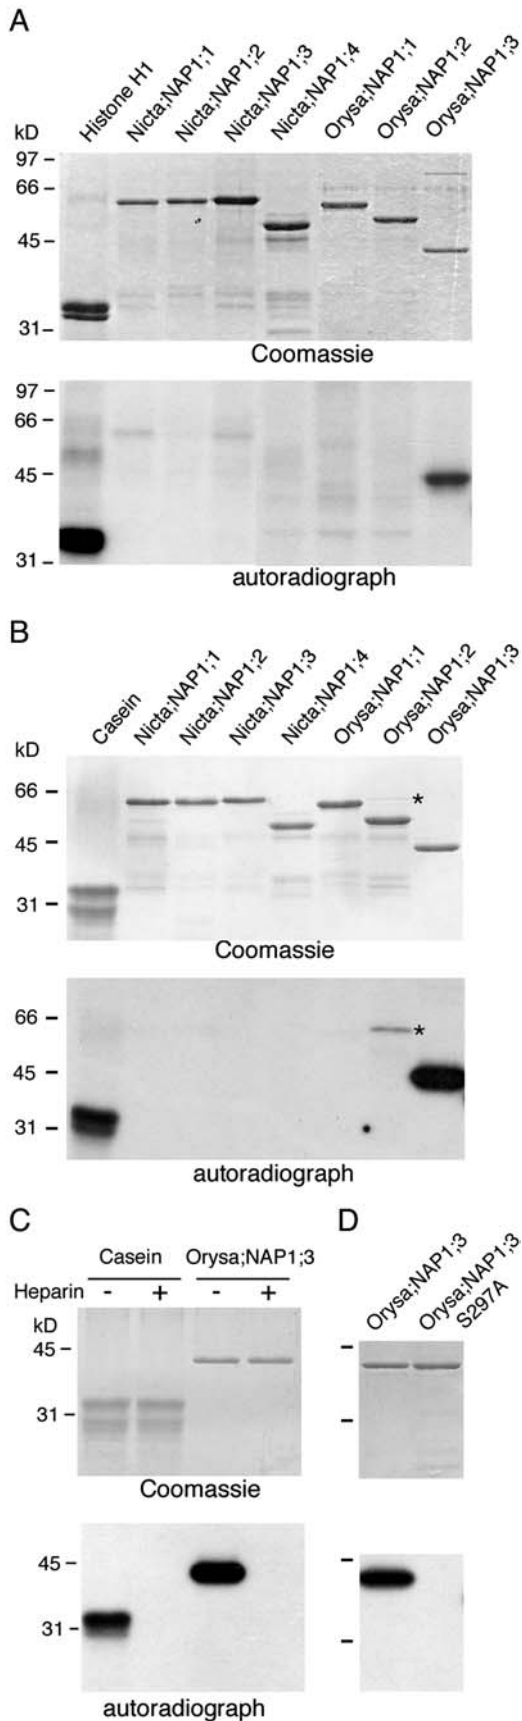 A
Histone H1
Nicta;NAP1;1
Nicta;NAP1;2
Nicta;NAP1;3
Nicta;NAP1;4
Orysa;NAP1;1
Orysa;NAP1;2
Orysa;NAP1;3
kD
97 –
66 –
45 –
31 –
Coomassie
97 –
66 –
45 –
31 –
autoradiograph
B
Casein
Nicta;NAP1;1
Nicta;NAP1;2
Nicta;NAP1;3
Nicta;NAP1;4
Orysa;NAP1;1
Orysa;NAP1;2
Orysa;NAP1;3
kD
66 –
*
45 –
31 –
Coomassie
66 –
*
45 –
31 –
autoradiograph
C
Casein Orysa;NAP1;3
Heparin - + - +
kD
45 –
31 –
Coomassie
45 –
31 –
autoradiograph
D
Orysa;NAP1;3
Orysa;NAP1;3
S297A